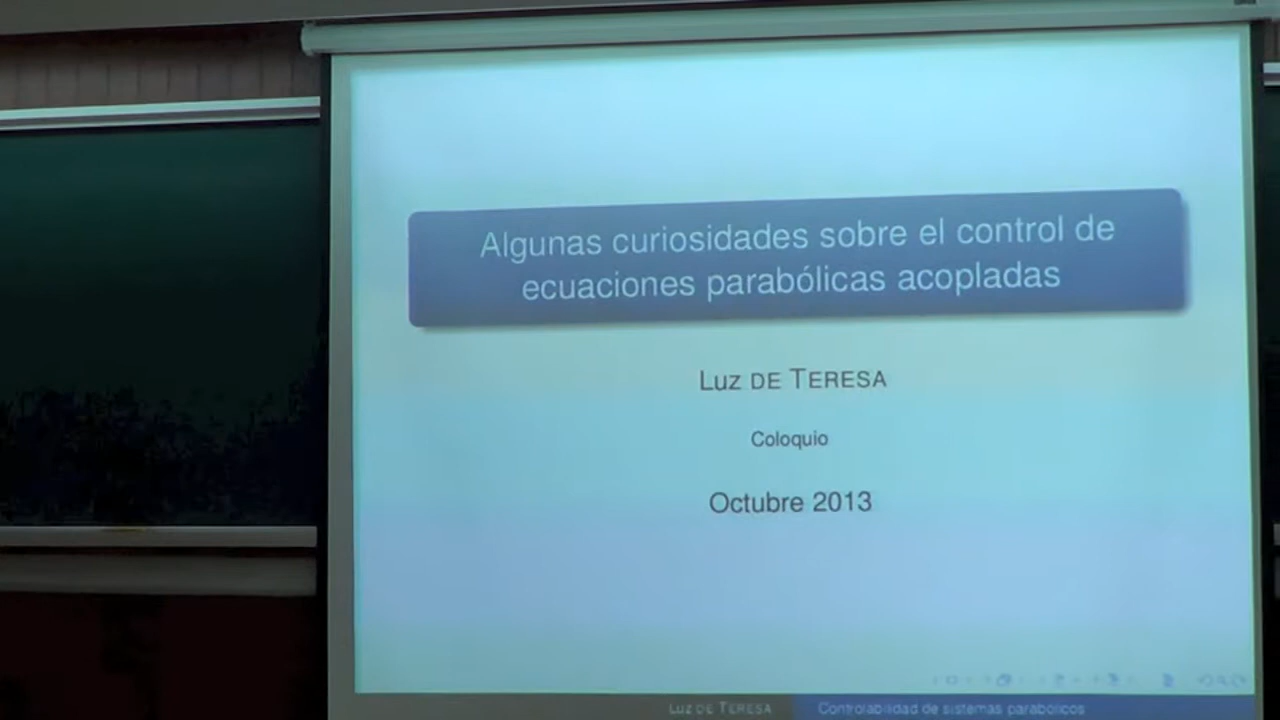 Algunas curiosidades sobre el control de
ecuaciones parabólicas acopladas
LUZ DE TERESA
Coloquio
Octubre 2013
LUZ DE TERESA
Controlabilidad de sistemas parabólicos